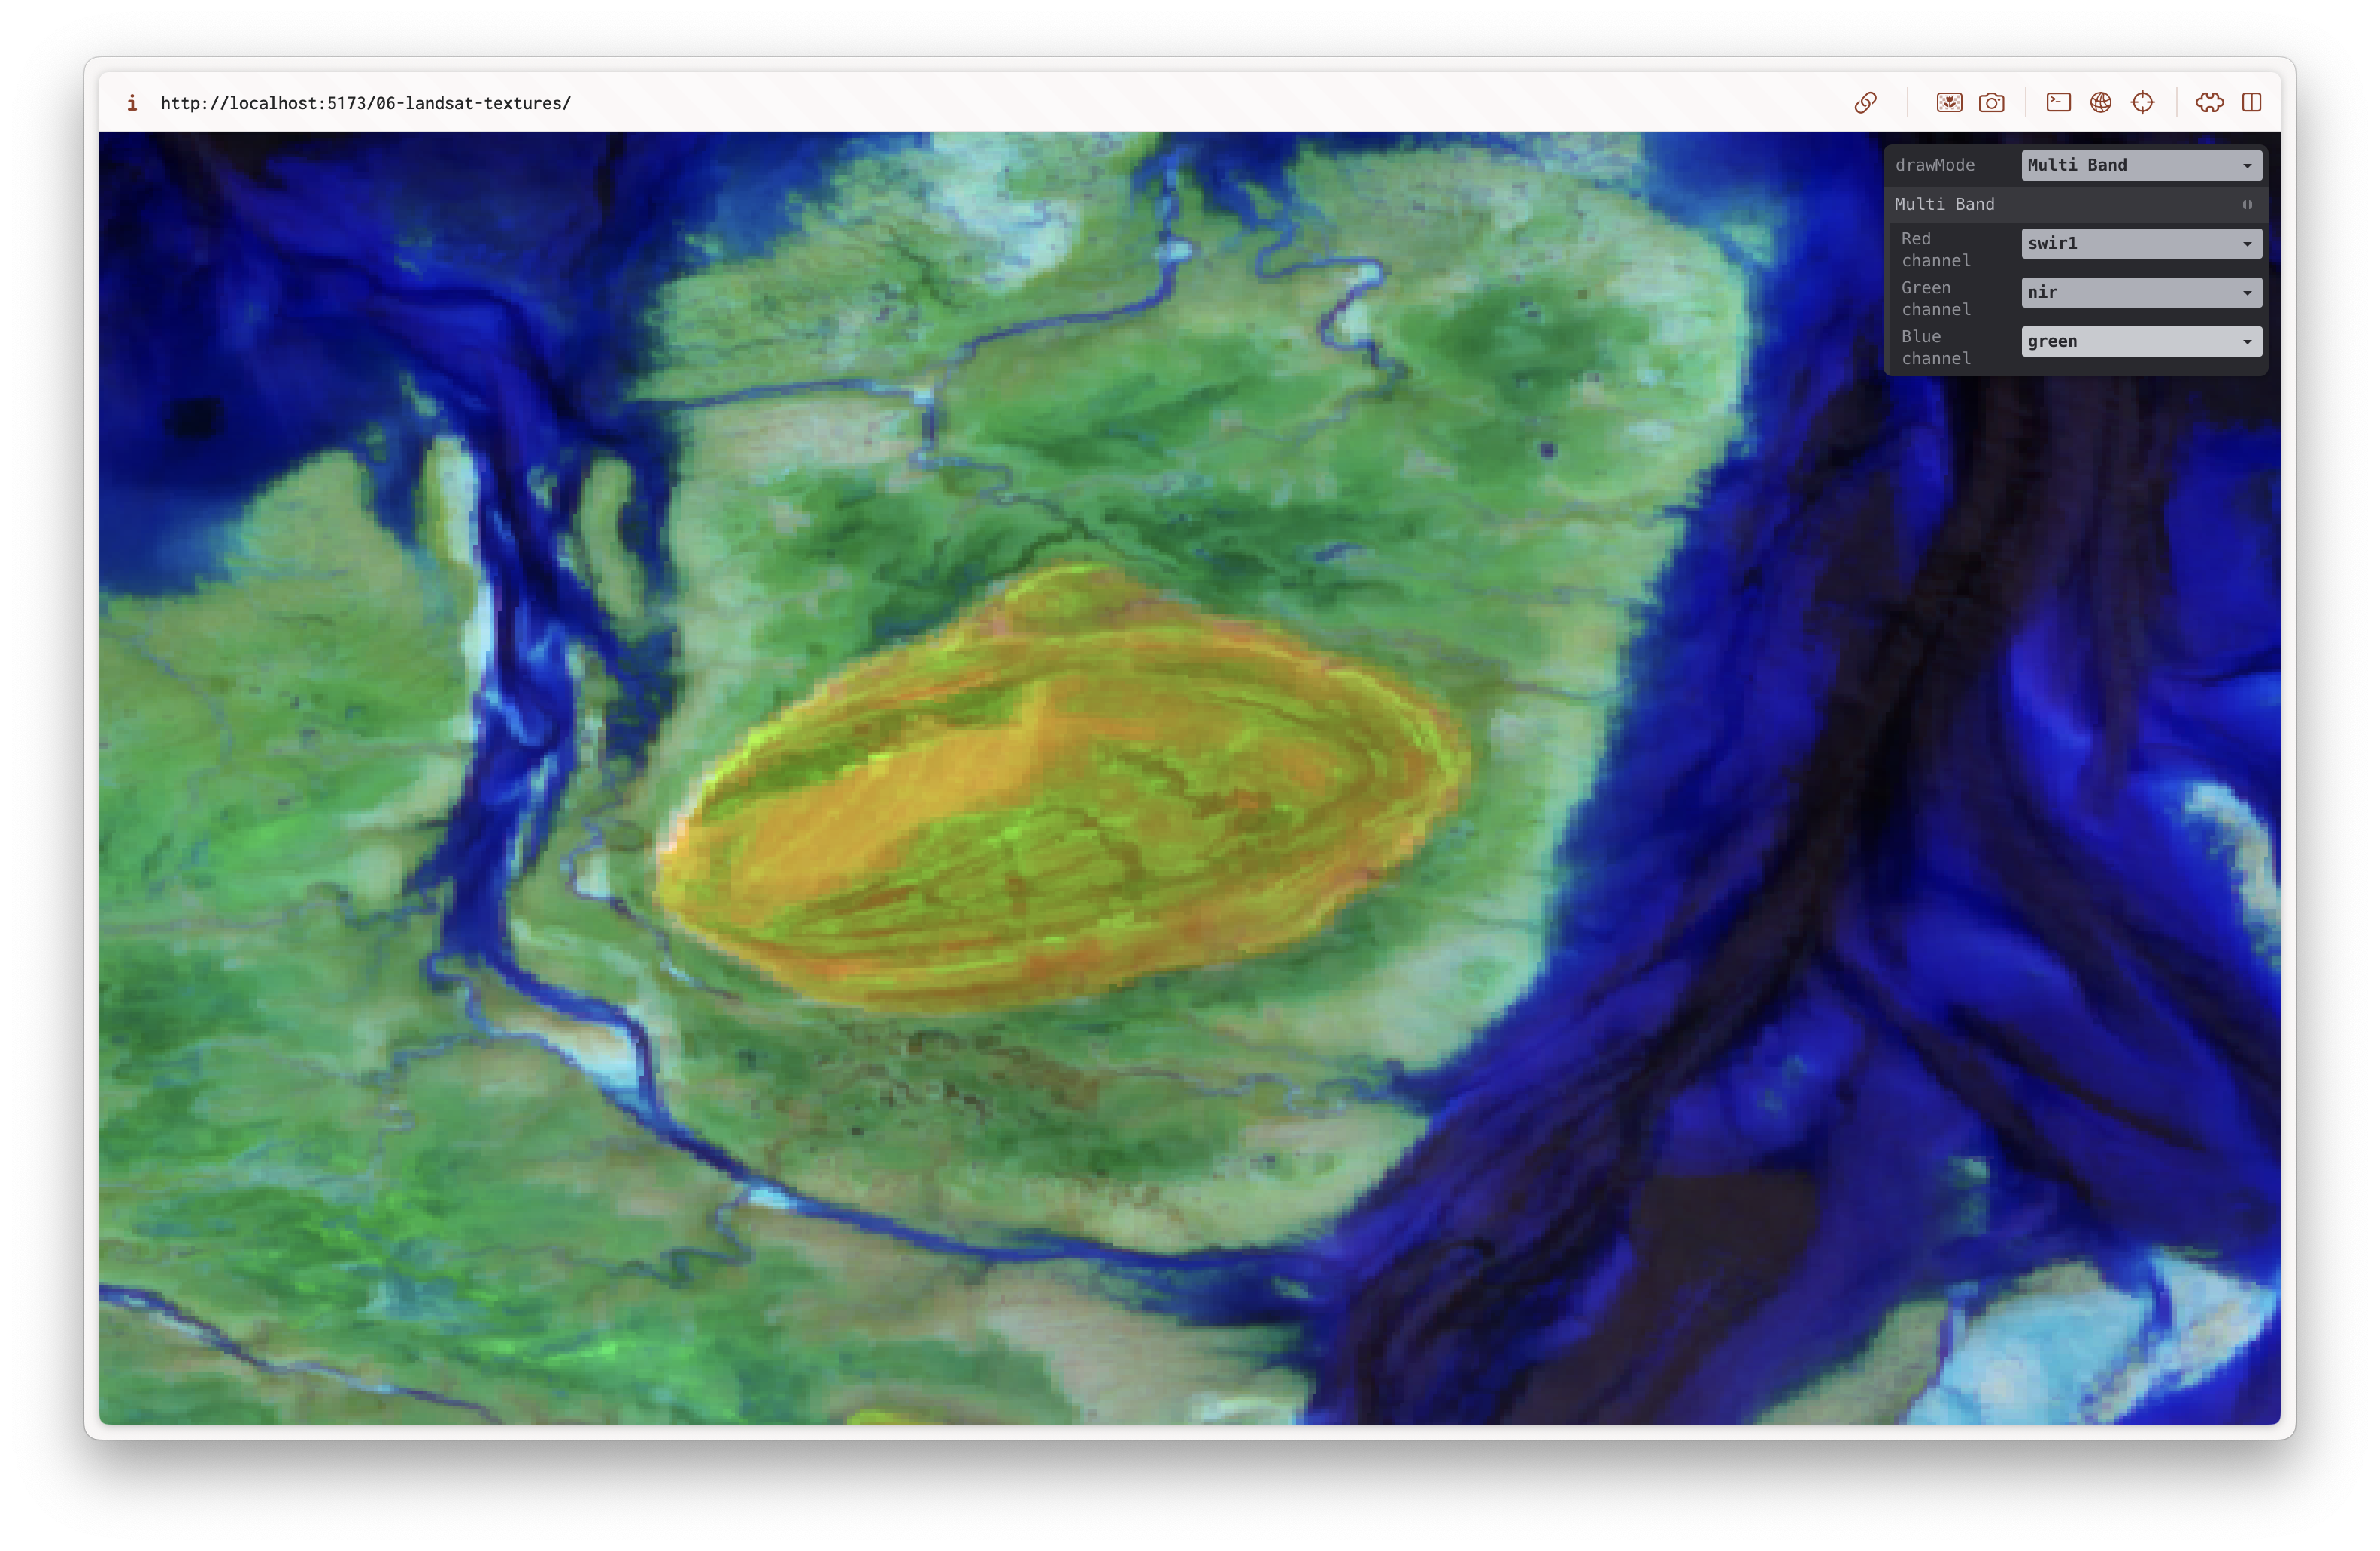 http://localhost:5173/06-landsat-textures/
drawMode Multi Band
Multi Band
Red channel swir1
Green channel nir
Blue channel green